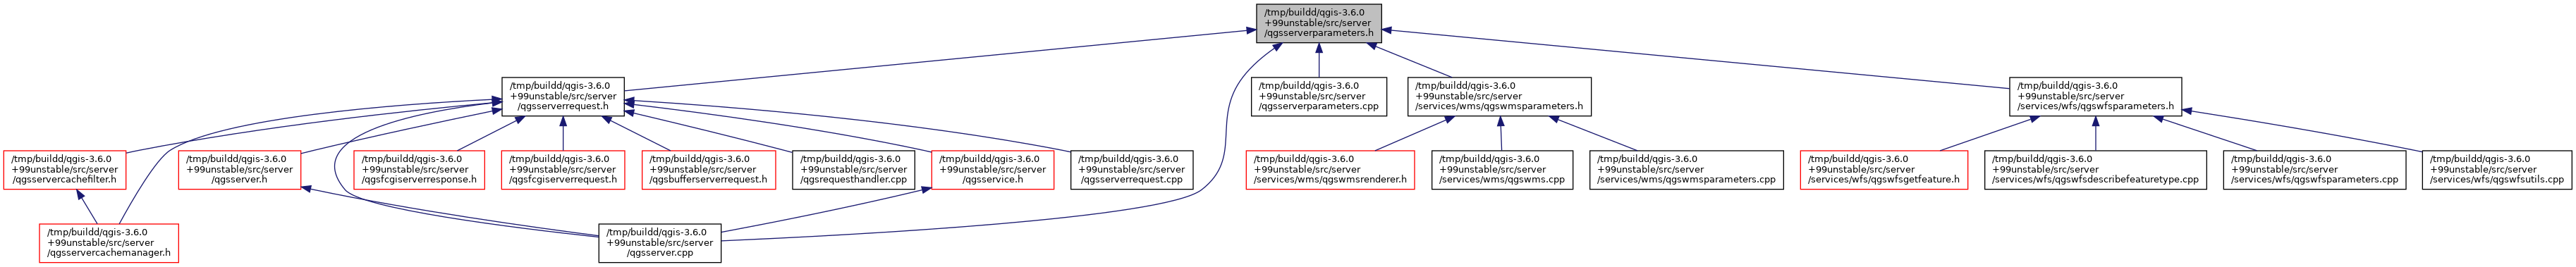 /tmp/buildd/qgis-3.6.0
+99unstable/src/server
/qgsserverparameters.h
/tmp/buildd/qgis-3.6.0
+99unstable/src/server
/qgsserverrequest.h
/tmp/buildd/qgis-3.6.0
+99unstable/src/server
/qgsserverparameters.cpp
/tmp/buildd/qgis-3.6.0
+99unstable/src/server
/services/wms/qgswmsparameters.h
/tmp/buildd/qgis-3.6.0
+99unstable/src/server
/services/wfs/qgswfsparameters.h
/tmp/buildd/qgis-3.6.0
+99unstable/src/server
/qgsservercachefilter.h
/tmp/buildd/qgis-3.6.0
+99unstable/src/server
/qgsserver.h
/tmp/buildd/qgis-3.6.0
+99unstable/src/server
/qgsfcgiserverresponse.h
/tmp/buildd/qgis-3.6.0
+99unstable/src/server
/qgsfcgiserverrequest.h
/tmp/buildd/qgis-3.6.0
+99unstable/src/server
/qgsbufferserverrequest.h
/tmp/buildd/qgis-3.6.0
+99unstable/src/server
/qgsrequesthandler.cpp
/tmp/buildd/qgis-3.6.0
+99unstable/src/server
/qgsservice.h
/tmp/buildd/qgis-3.6.0
+99unstable/src/server
/qgsserverrequest.cpp
/tmp/buildd/qgis-3.6.0
+99unstable/src/server
/services/wms/qgswmsrenderer.h
/tmp/buildd/qgis-3.6.0
+99unstable/src/server
/services/wms/qgswms.cpp
/tmp/buildd/qgis-3.6.0
+99unstable/src/server
/services/wms/qgswmsparameters.cpp
/tmp/buildd/qgis-3.6.0
+99unstable/src/server
/services/wfs/qgswfsgetfeature.h
/tmp/buildd/qgis-3.6.0
+99unstable/src/server
/services/wfs/qgswfsdescribefeaturetype.cpp
/tmp/buildd/qgis-3.6.0
+99unstable/src/server
/services/wfs/qgswfsparameters.cpp
/tmp/buildd/qgis-3.6.0
+99unstable/src/server
/services/wfs/qgswfsutils.cpp
/tmp/buildd/qgis-3.6.0
+99unstable/src/server
/qgsservercachemanager.h
/tmp/buildd/qgis-3.6.0
+99unstable/src/server
/qgsserver.cpp